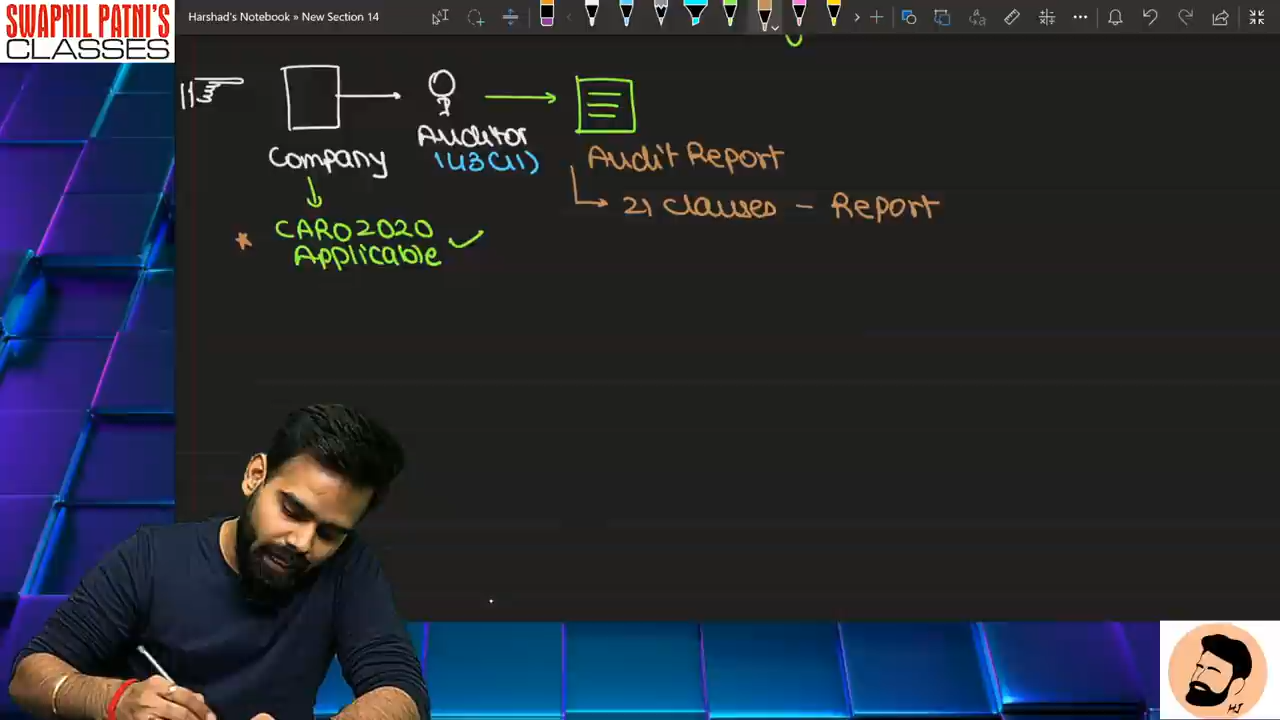 SWAPNIL PATNI'S
CLASSES
Harshad's Notebook » New Section 14
Company
Auditor
143(11)
Audit Report
21 clauses - Report
CARO 2020
Applicable
HJ